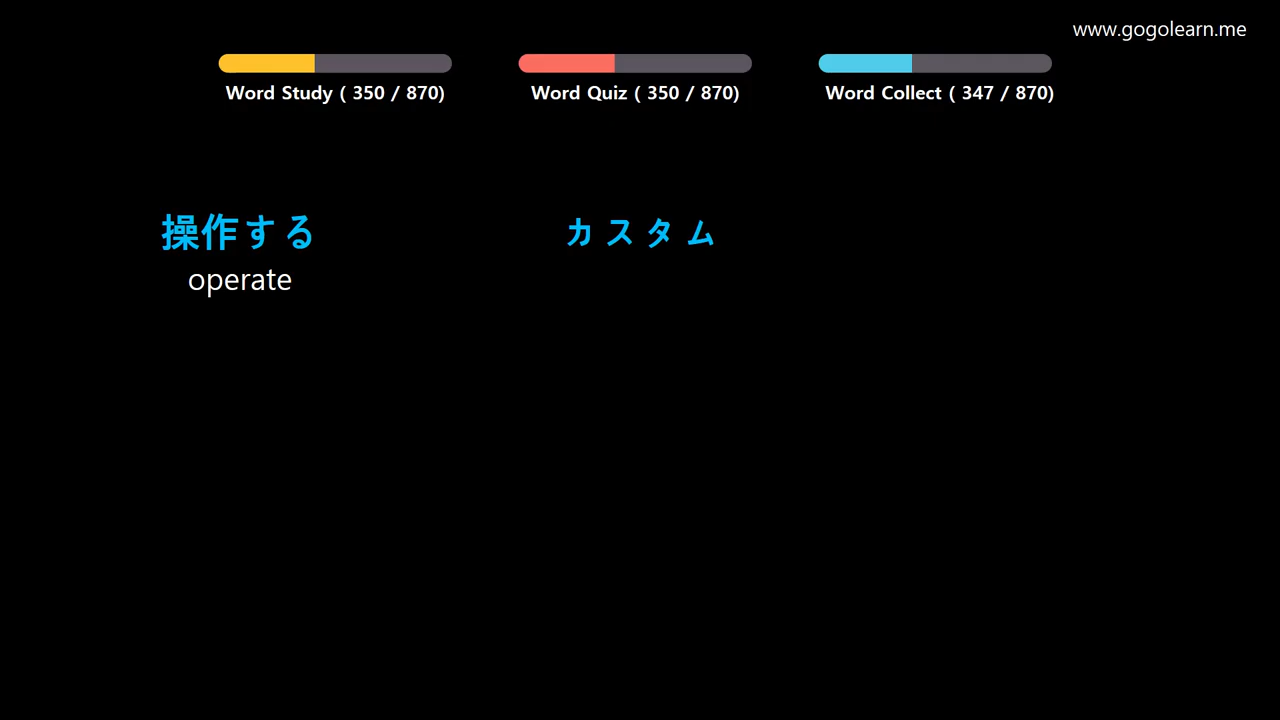 www.gogolearn.me
Word Study ( 350 / 870)
Word Quiz ( 350 / 870)
Word Collect ( 347 / 870)
操作する
operate
カスタム